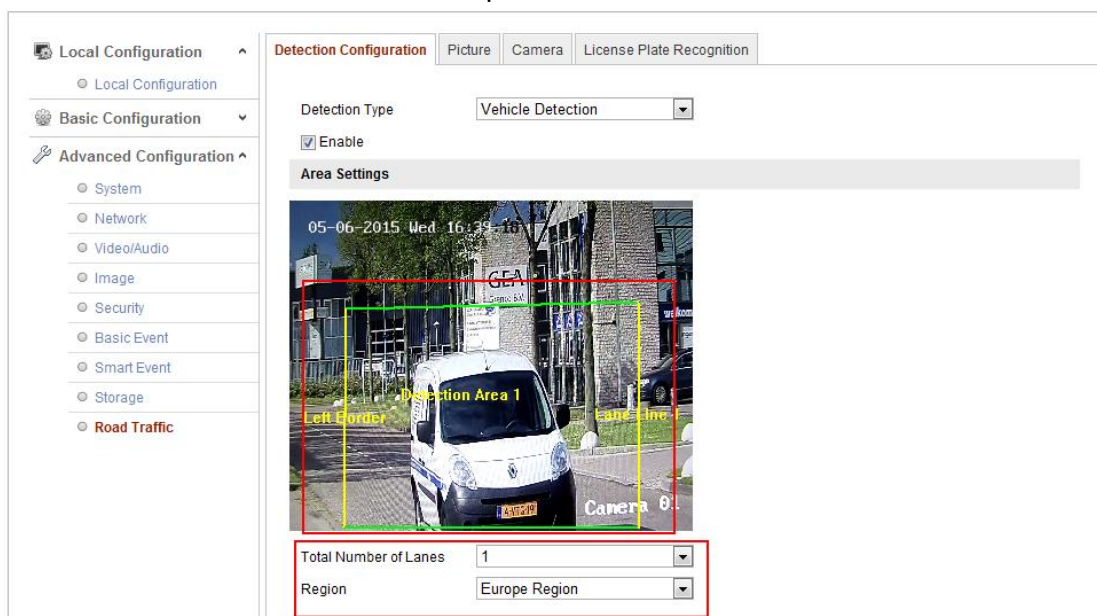 Local Configuration
Local Configuration
Basic Configuration
Advanced Configuration
System
Network
Video/Audio
Image
Security
Basic Event
Smart Event
Storage
Road Traffic
Detection Configuration Picture Camera License Plate Recognition
Detection Type Vehicle Detection
Enable
Area Settings
05-06-2015 Wed 16:39:16
GEA
Detection Area 1
Left Border Lane Line 1
Camera 01
Total Number of Lanes 1
Region Europe Region